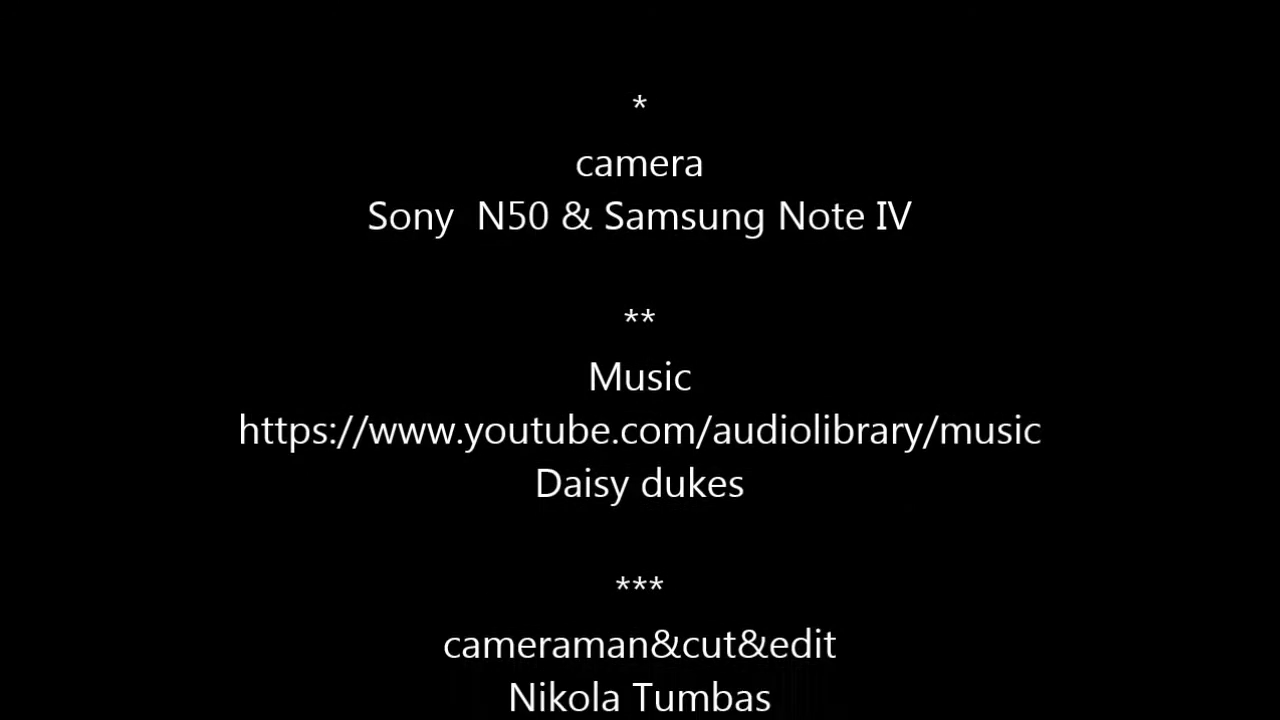 *
camera
Sony  N50 & Samsung Note IV
**
Music
https://www.youtube.com/audiolibrary/music
Daisy dukes
***
cameraman&cut&edit
Nikola Tumbas